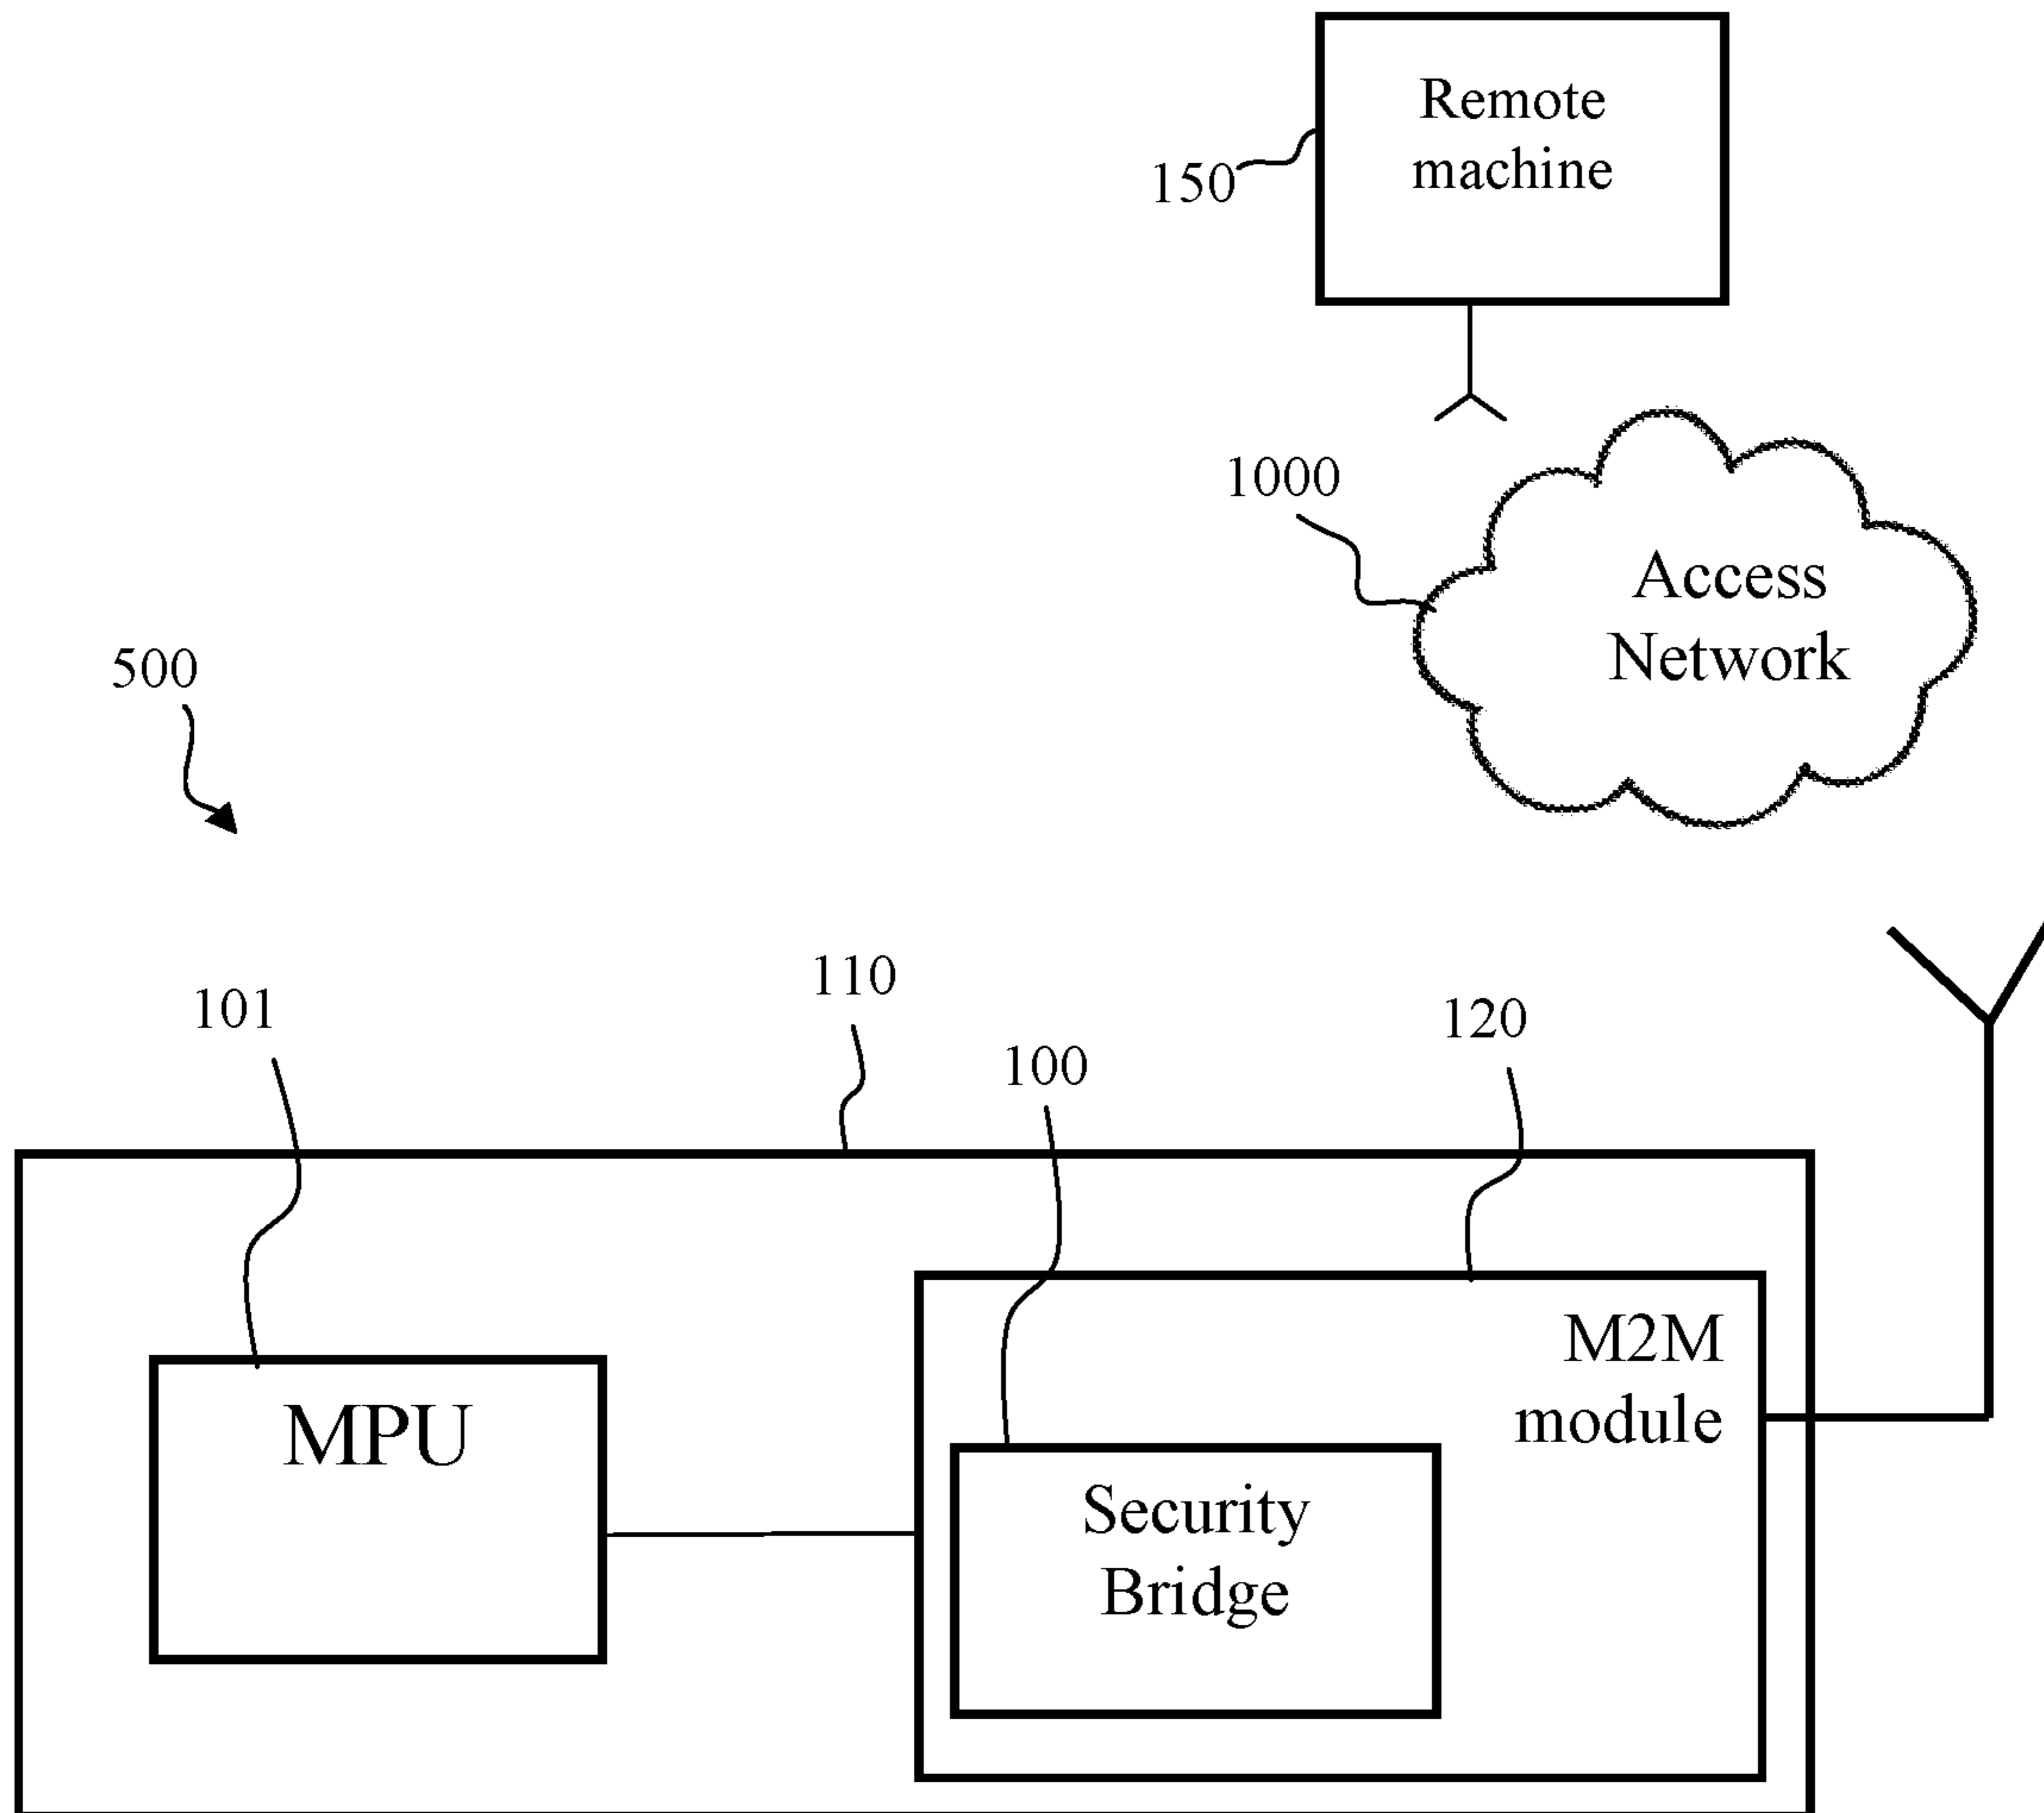 Remote
machine
150
1000
Access
Network
500
110
101
120
100
M2M
module
MPU
Security
Bridge